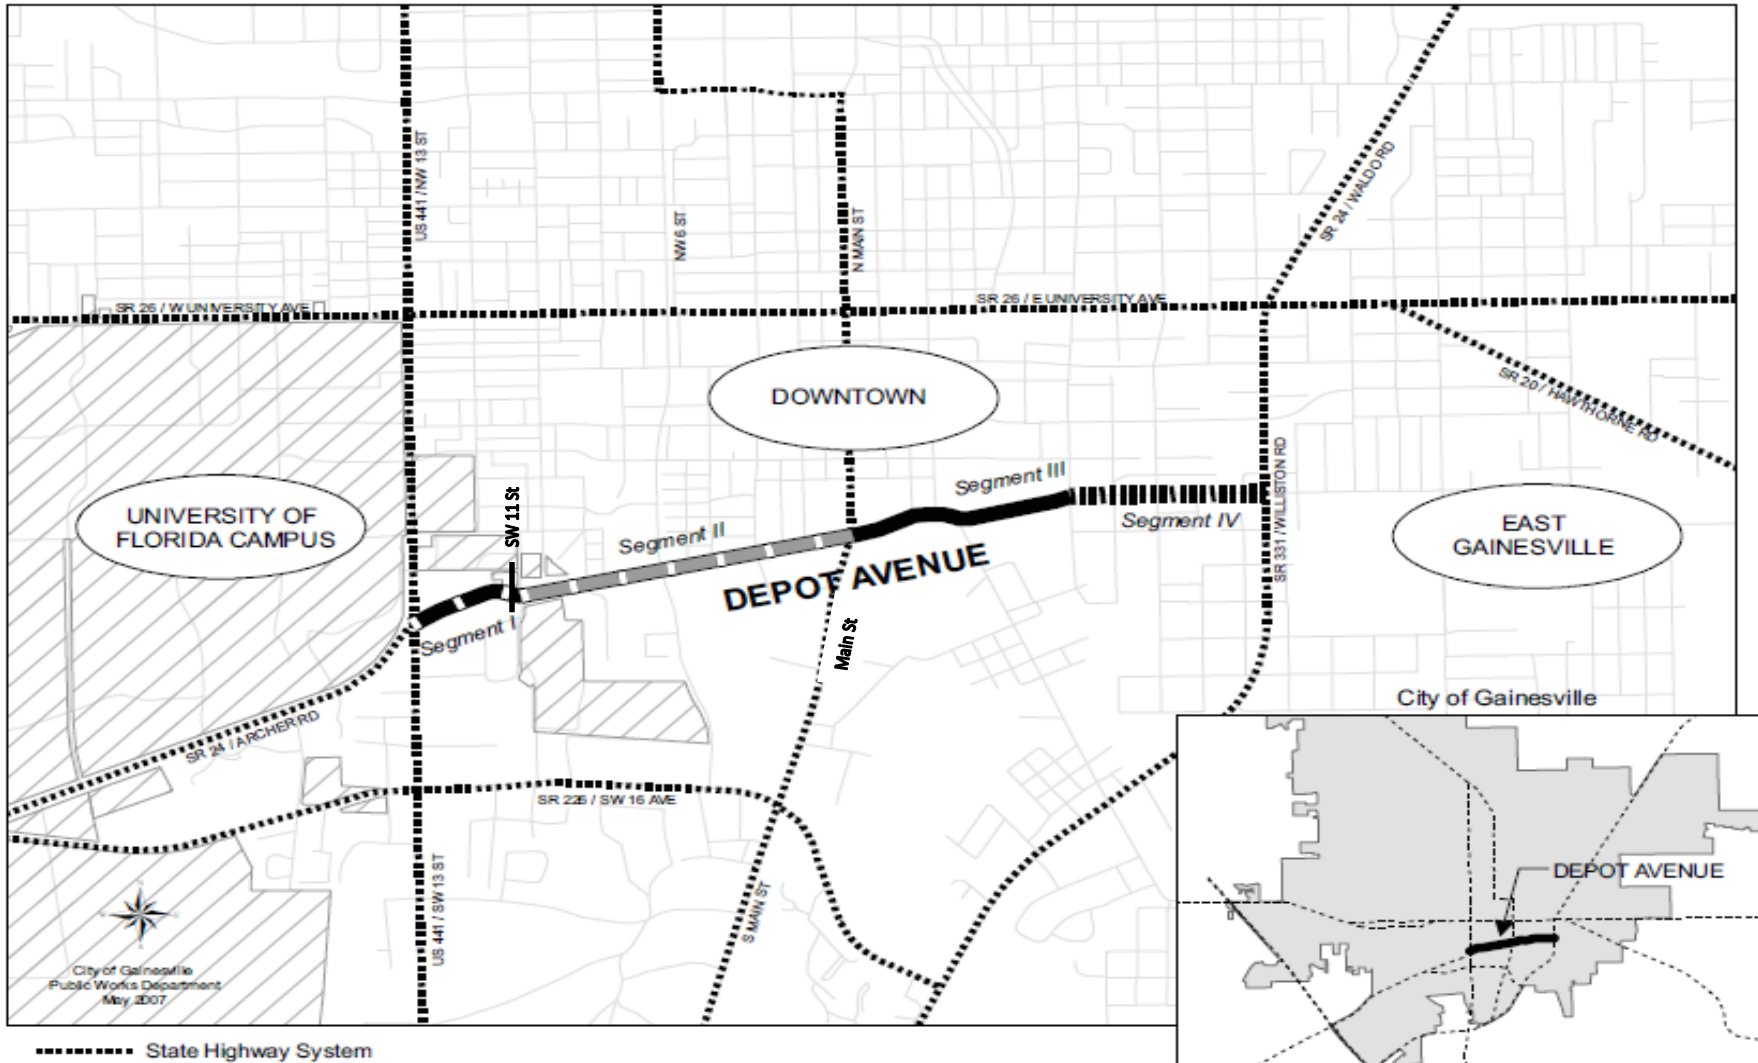 US 441 / NW 13 ST
NW 6 ST
N MAIN ST
SR 24 / WALDO RD
SR 26 / W UNIVERSITY AVE
SR 26 / E UNIVERSITY AVE
SR 20 / HAWTHORNE RD
DOWNTOWN
UNIVERSITY OF
FLORIDA CAMPUS
SW 11 St
Segment II
Segment III
Segment IV
SR 331 / WILLISTON RD
EAST
GAINESVILLE
DEPOT AVENUE
Segment I
Main St
SR 24 / ARCHER RD
City of Gainesville
SR 226 / SW 16 AVE
US 441 / SW 13 ST
S MAIN ST
DEPOT AVENUE
City of Gainesville
Public Works Department
May 2007
State Highway System